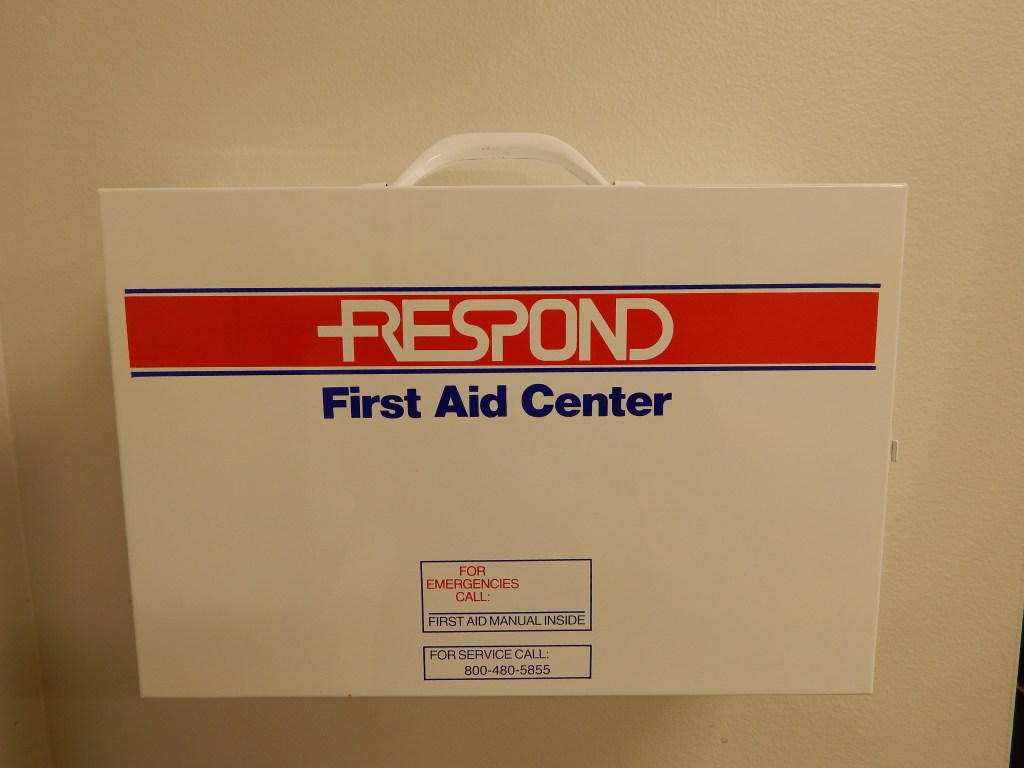 RESPOND
First Aid Center
FOR
EMERGENCIES
CALL:
FIRST AID MANUAL INSIDE
FOR SERVICE CALL:
800-480-5855